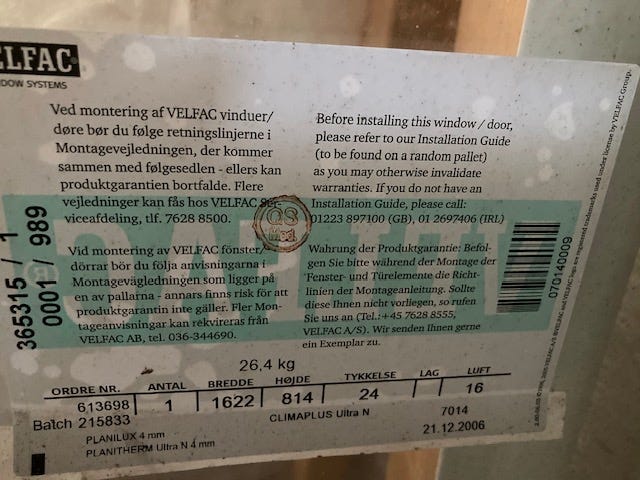 ELFAC
DOW SYSTEMS
Ved montering af VELFAC vinduer/
døre bør du følge retningslinjerne i
Montagevejledningen, der kommer
sammen med følgesedlen - ellers kan
produktgarantien bortfalde. Flere
vejledninger kan fås hos VELFAC Ser-
viceafdeling, tlf. 7628 8500.
Vid montering av VELFAC fönster/
dörrar bör du följa anvisningarna i
Montagevägledningen som ligger på
en av pallarna - annars finns risk för att
produktgarantin inte gäller. Fler Mon-
tageanvisningar kan rekvireras från
VELFAC AB, tel. 036-344690.
Before installing this window / door,
please refer to our Installation Guide
(to be found on a random pallet)
as you may otherwise invalidate
warranties. If you do not have an
Installation Guide, please call:
01223 897100 (GB), 01 2697406 (IRL)
Wahrung der Produktgarantie: Befol-
gen Sie bitte während der Montage der
Fenster- und Türelemente die Richt-
linien der Montageanleitung. Sollte
diese Ihnen nicht vorliegen, so rufen
Sie uns an (Tel.:+45 7628 8555,
VELFAC A/S). Wir senden Ihnen gerne
ein Exemplar zu.
QS
365315 / 1
0001 / 989
070140009
26,4 kg
ORDRE NR. ANTAL BREDDE HØJDE TYKKELSE LAG LUFT
613698 1 1622 814 24 16
Batch 215833 CLIMAPLUS Ultra N 7014
PLANILUX 4 mm 21.12.2006
PLANITHERM Ultra N 4 mm